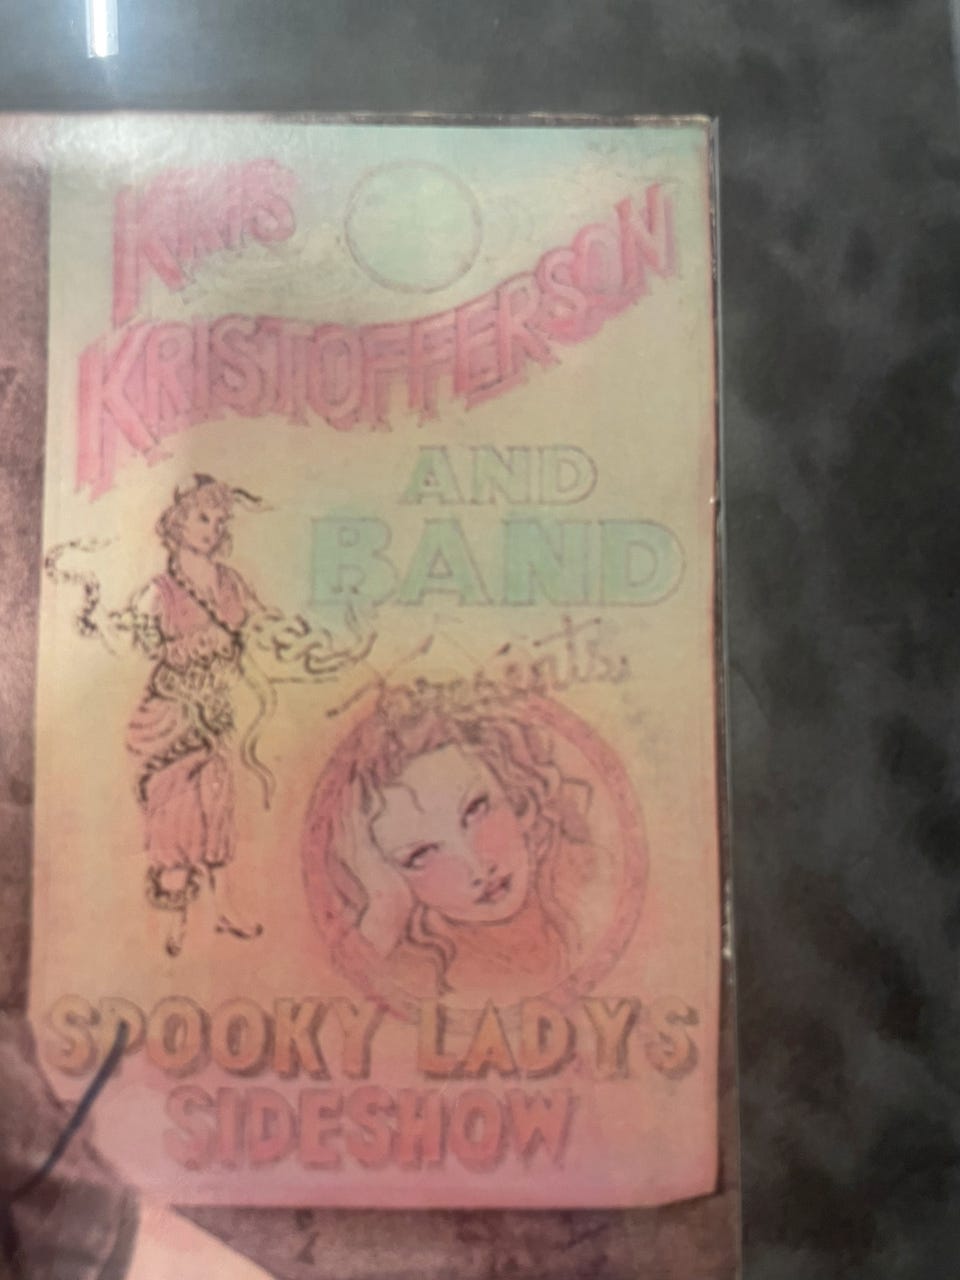 KRIS
KRISTOFFERSON
AND
BAND
presents
SPOOKY LADYS
SIDESHOW